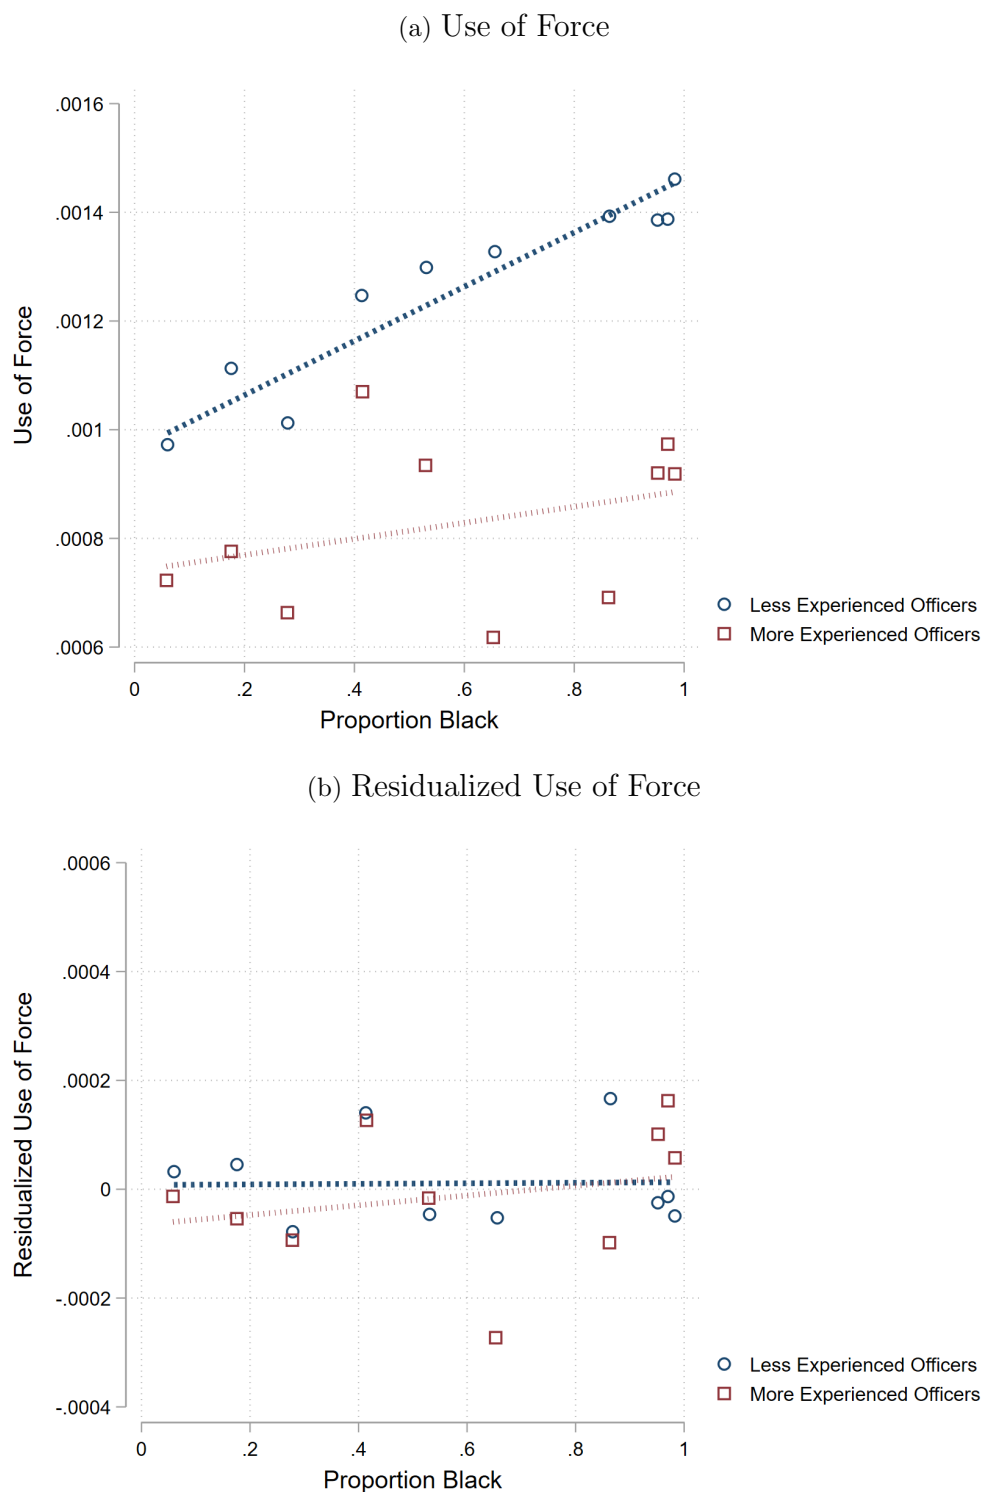 (a) Use of Force
.0016
.0014
.0012
.001
.0008
.0006
Use of Force
0 .2 .4 .6 .8 1
Proportion Black
Less Experienced Officers
More Experienced Officers
(b) Residualized Use of Force
.0006
.0004
.0002
0
-.0002
-.0004
Residualized Use of Force
0 .2 .4 .6 .8 1
Proportion Black
Less Experienced Officers
More Experienced Officers